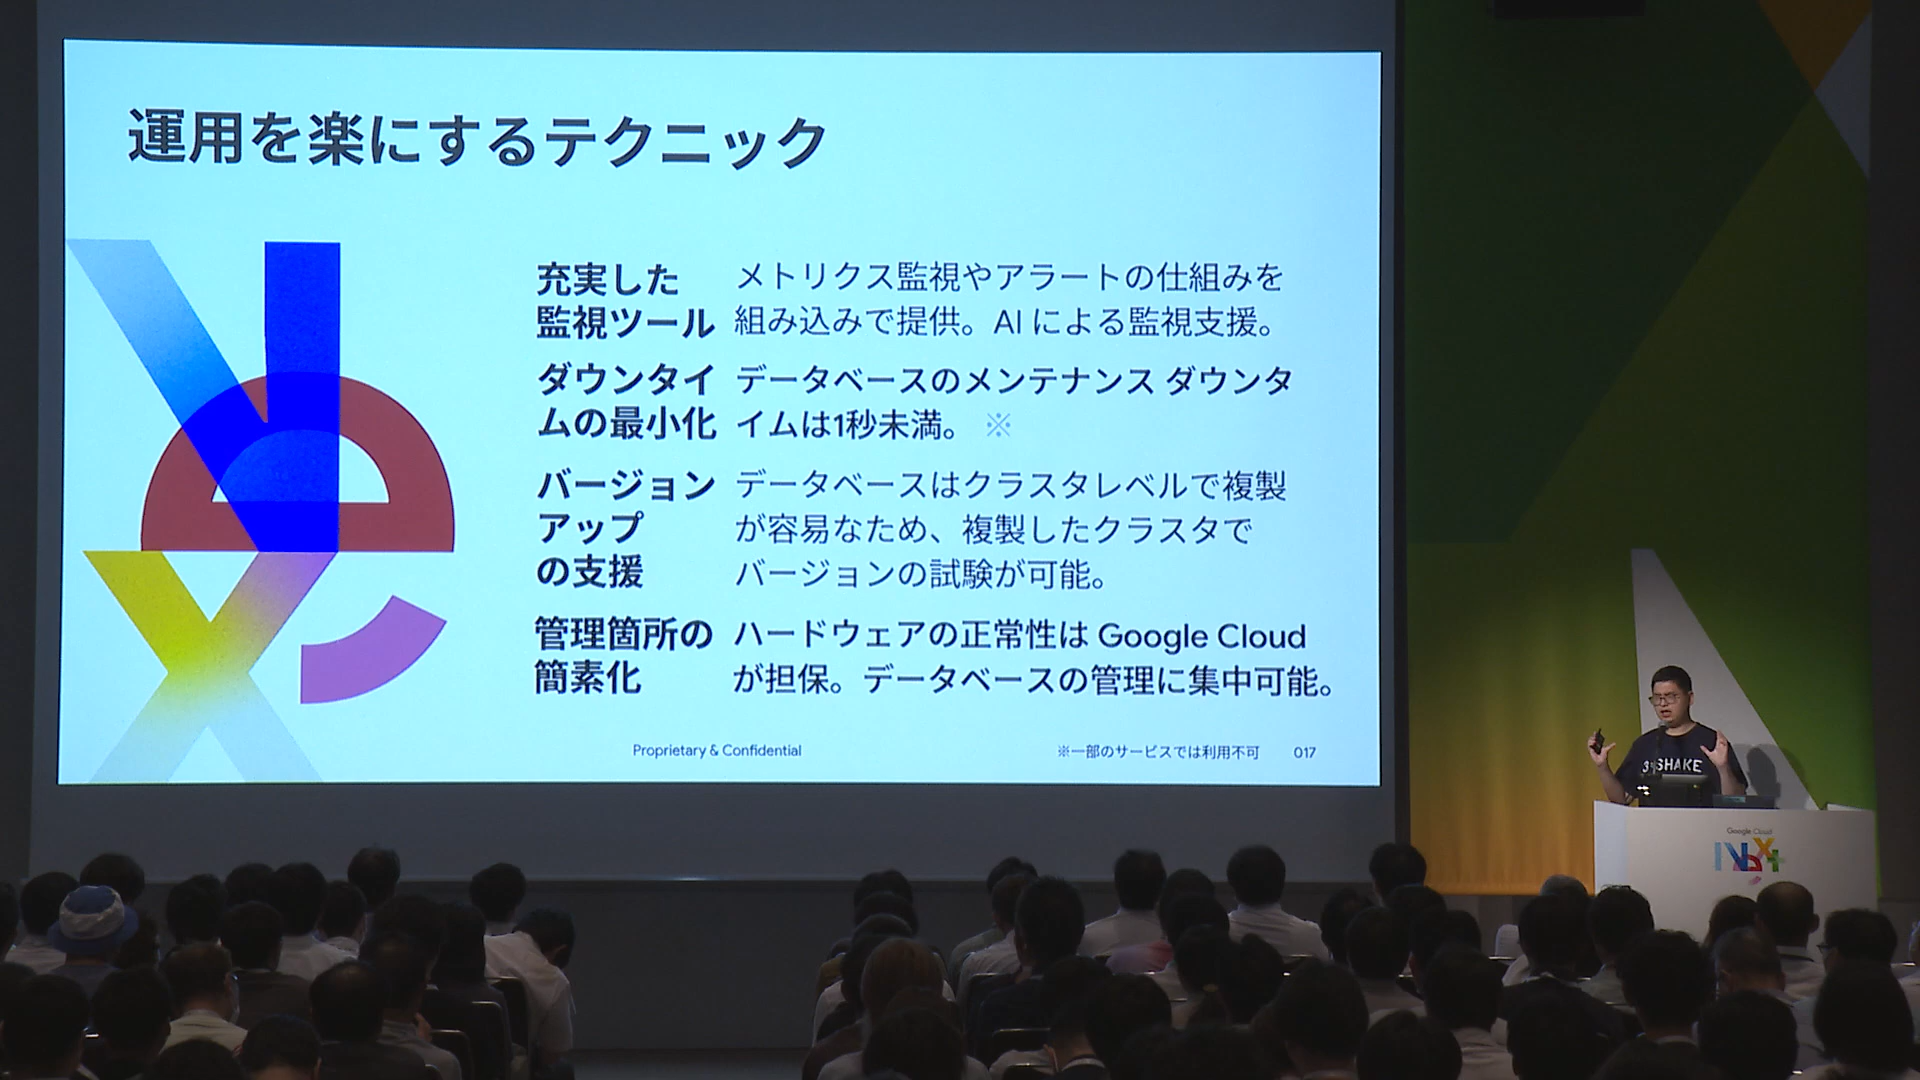 運用を楽にするテクニック
充実した
監視ツール
メトリクス監視やアラートの仕組みを
組み込みで提供。AI による監視支援。
ダウンタイ
ムの最小化
データベースのメンテナンス ダウンタ
イムは1秒未満。 ※
バージョン
アップ
の支援
データベースはクラスタレベルで複製
が容易なため、複製したクラスタで
バージョンの試験が可能。
管理箇所の
簡素化
ハードウェアの正常性は Google Cloud
が担保。データベースの管理に集中可能。
Proprietary & Confidential
※一部のサービスでは利用不可
017
SHAKE
Google Cloud